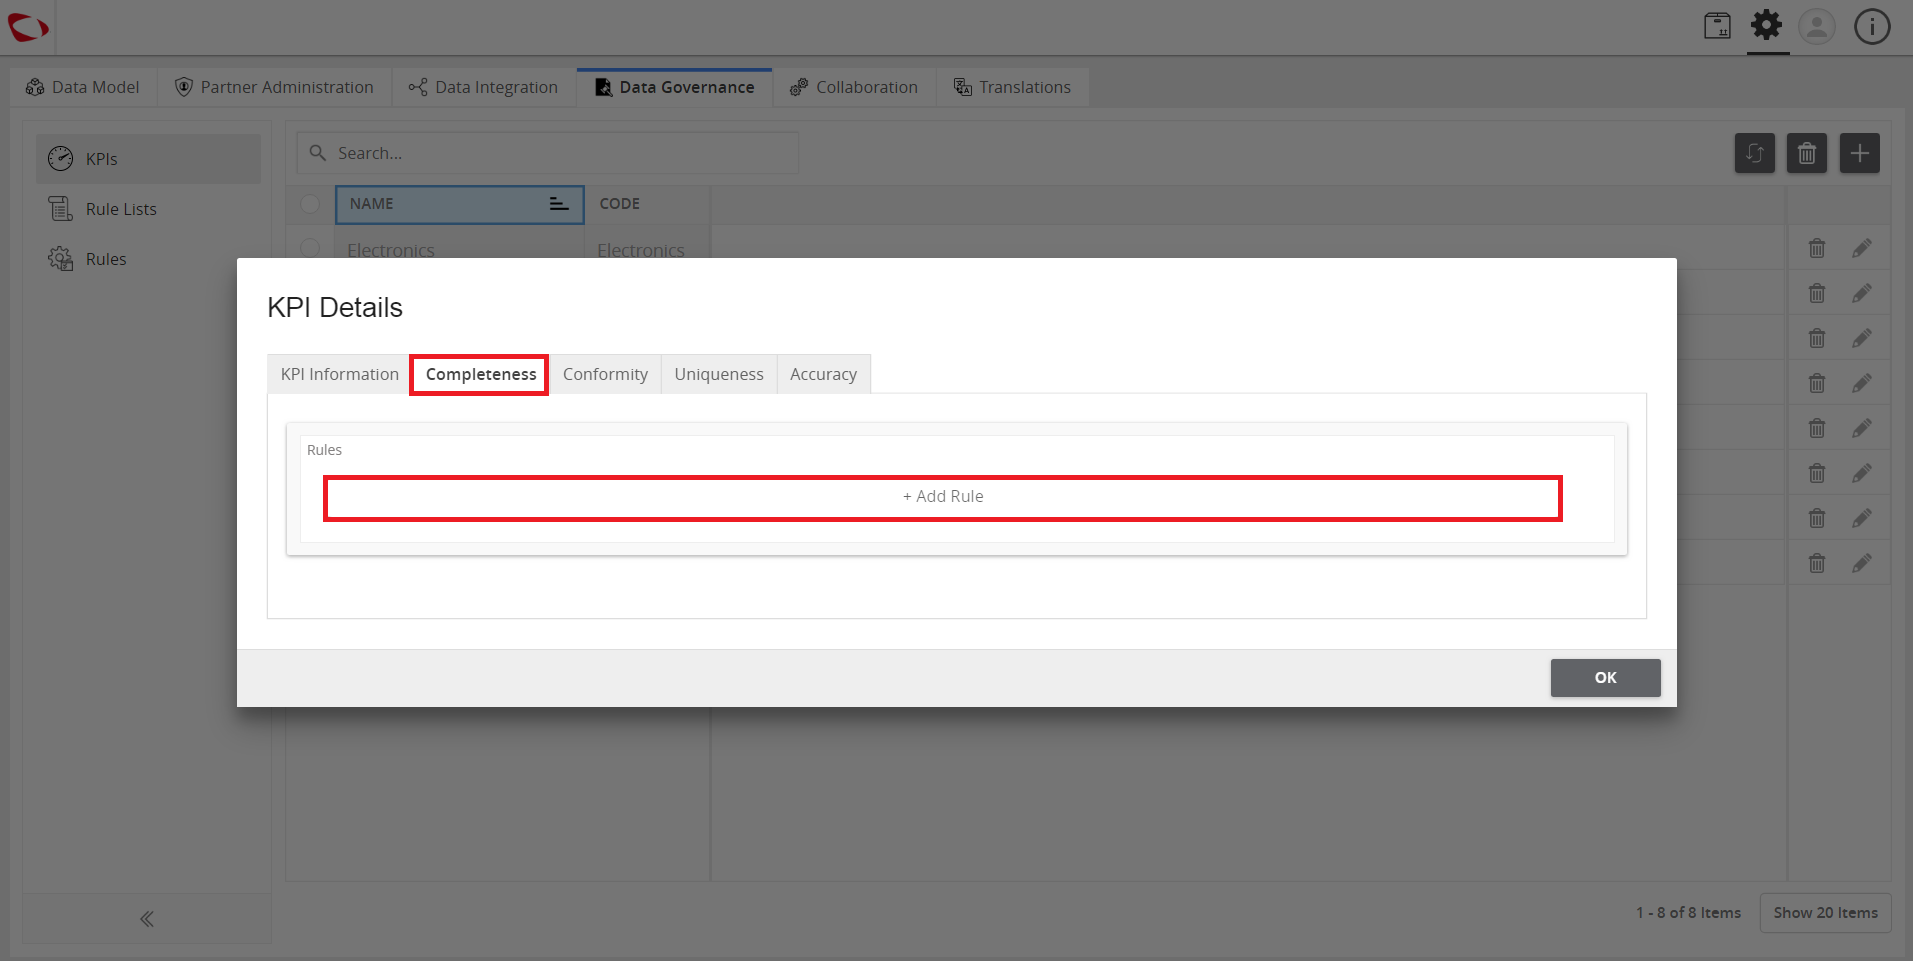 Data Model
Partner Administration
Data Integration
Data Governance
Collaboration
Translations
KPIs
Rule Lists
Rules
Search...
NAME
CODE
Electronics
Electronics
KPI Details
KPI Information
Completeness
Conformity
Uniqueness
Accuracy
Rules
+ Add Rule
OK
1 - 8 of 8 Items
Show 20 Items